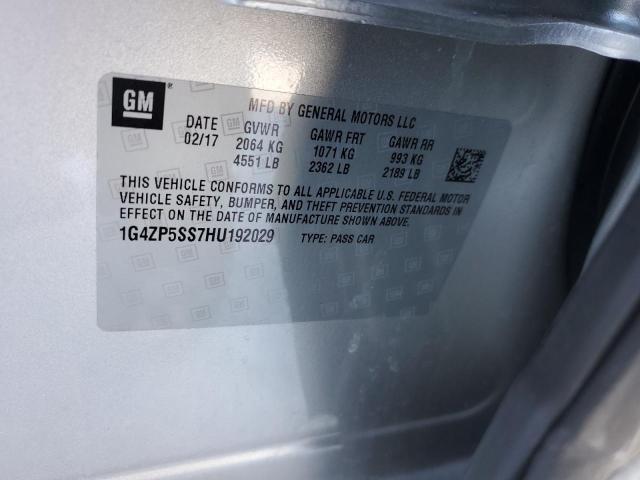 GM ®
MFD BY GENERAL MOTORS LLC
DATE GVWR GAWR FRT GAWR RR
02/17 2064 KG 1071 KG 993 KG
4551 LB 2362 LB 2189 LB
THIS VEHICLE CONFORMS TO ALL APPLICABLE U.S. FEDERAL MOTOR
VEHICLE SAFETY, BUMPER, AND THEFT PREVENTION STANDARDS IN
EFFECT ON THE DATE OF MANUFACTURE SHOWN ABOVE.
1G4ZP5SS7HU192029 TYPE: PASS CAR